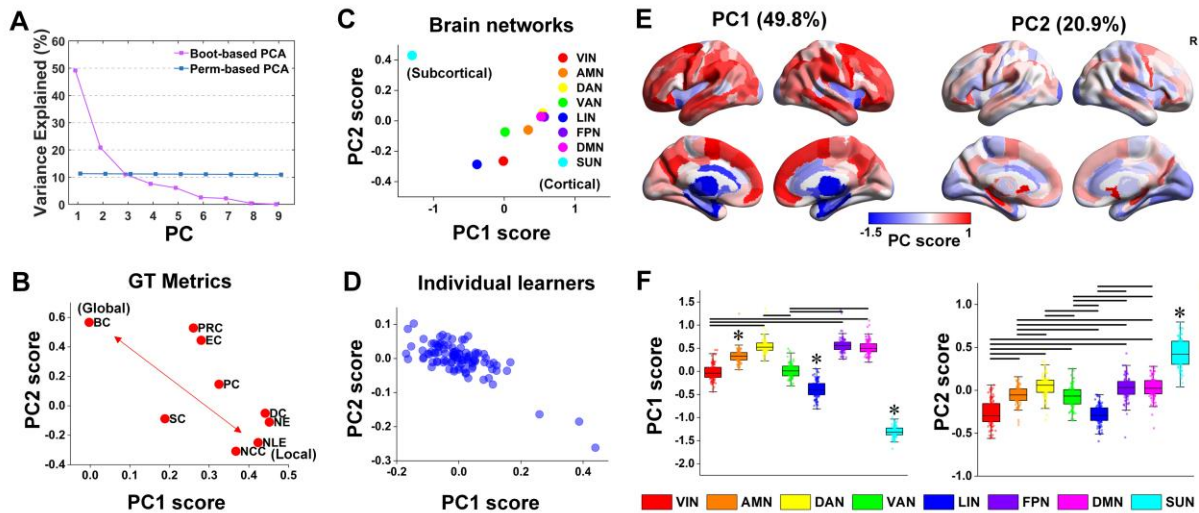 A
Variance Explained (%)
70
60
50
40
30
20
10
0
Boot-based PCA
Perm-based PCA
1 2 3 4 5 6 7 8 9
PC
B
GT Metrics
PC2 score
0.6
0.4
0.2
0.0
-0.2
-0.4
(Global)
BC
PRC
EC
PC
SC
DC
NE
NLE
(Local)
NCC
0.0 0.1 0.2 0.3 0.4 0.5
PC1 score
C
Brain networks
PC2 score
0.4
0.2
0.0
-0.2
-0.4
(Subcortical)
VIN
AMN
DAN
VAN
LIN
FPN
DMN
SUN
(Cortical)
-1 0 1
PC1 score
D
Individual learners
PC2 score
0.1
0.0
-0.1
-0.2
-0.3
-0.2 0.0 0.2 0.4
PC1 score
E
PC1 (49.8%)
PC2 (20.9%)
R
-1.5 1
PC score
F
PC1 score
1.5
1.0
0.5
0.0
-0.5
-1.0
-1.5
-2.0
* * *
PC2 score
1.0
0.5
0.0
-0.5
-1.0
*
VIN AMN DAN VAN LIN FPN DMN SUN